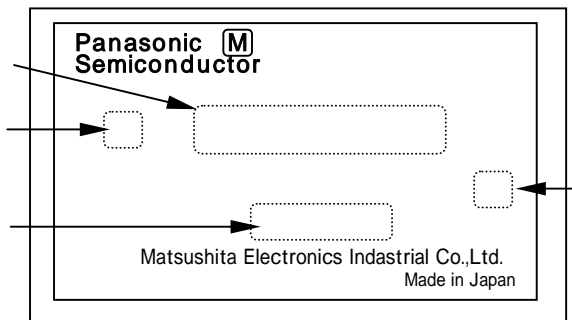 Panasonic M
Semiconductor
Matsushita Electronics Indastrial Co.,Ltd.
Made in Japan